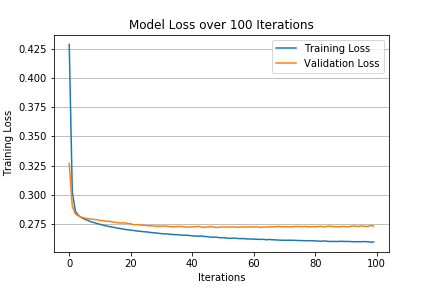 Model Loss over 100 Iterations
Training Loss
Validation Loss
0.425
0.400
0.375
0.350
0.325
0.300
0.275
Training Loss
0
20
40
60
80
100
Iterations